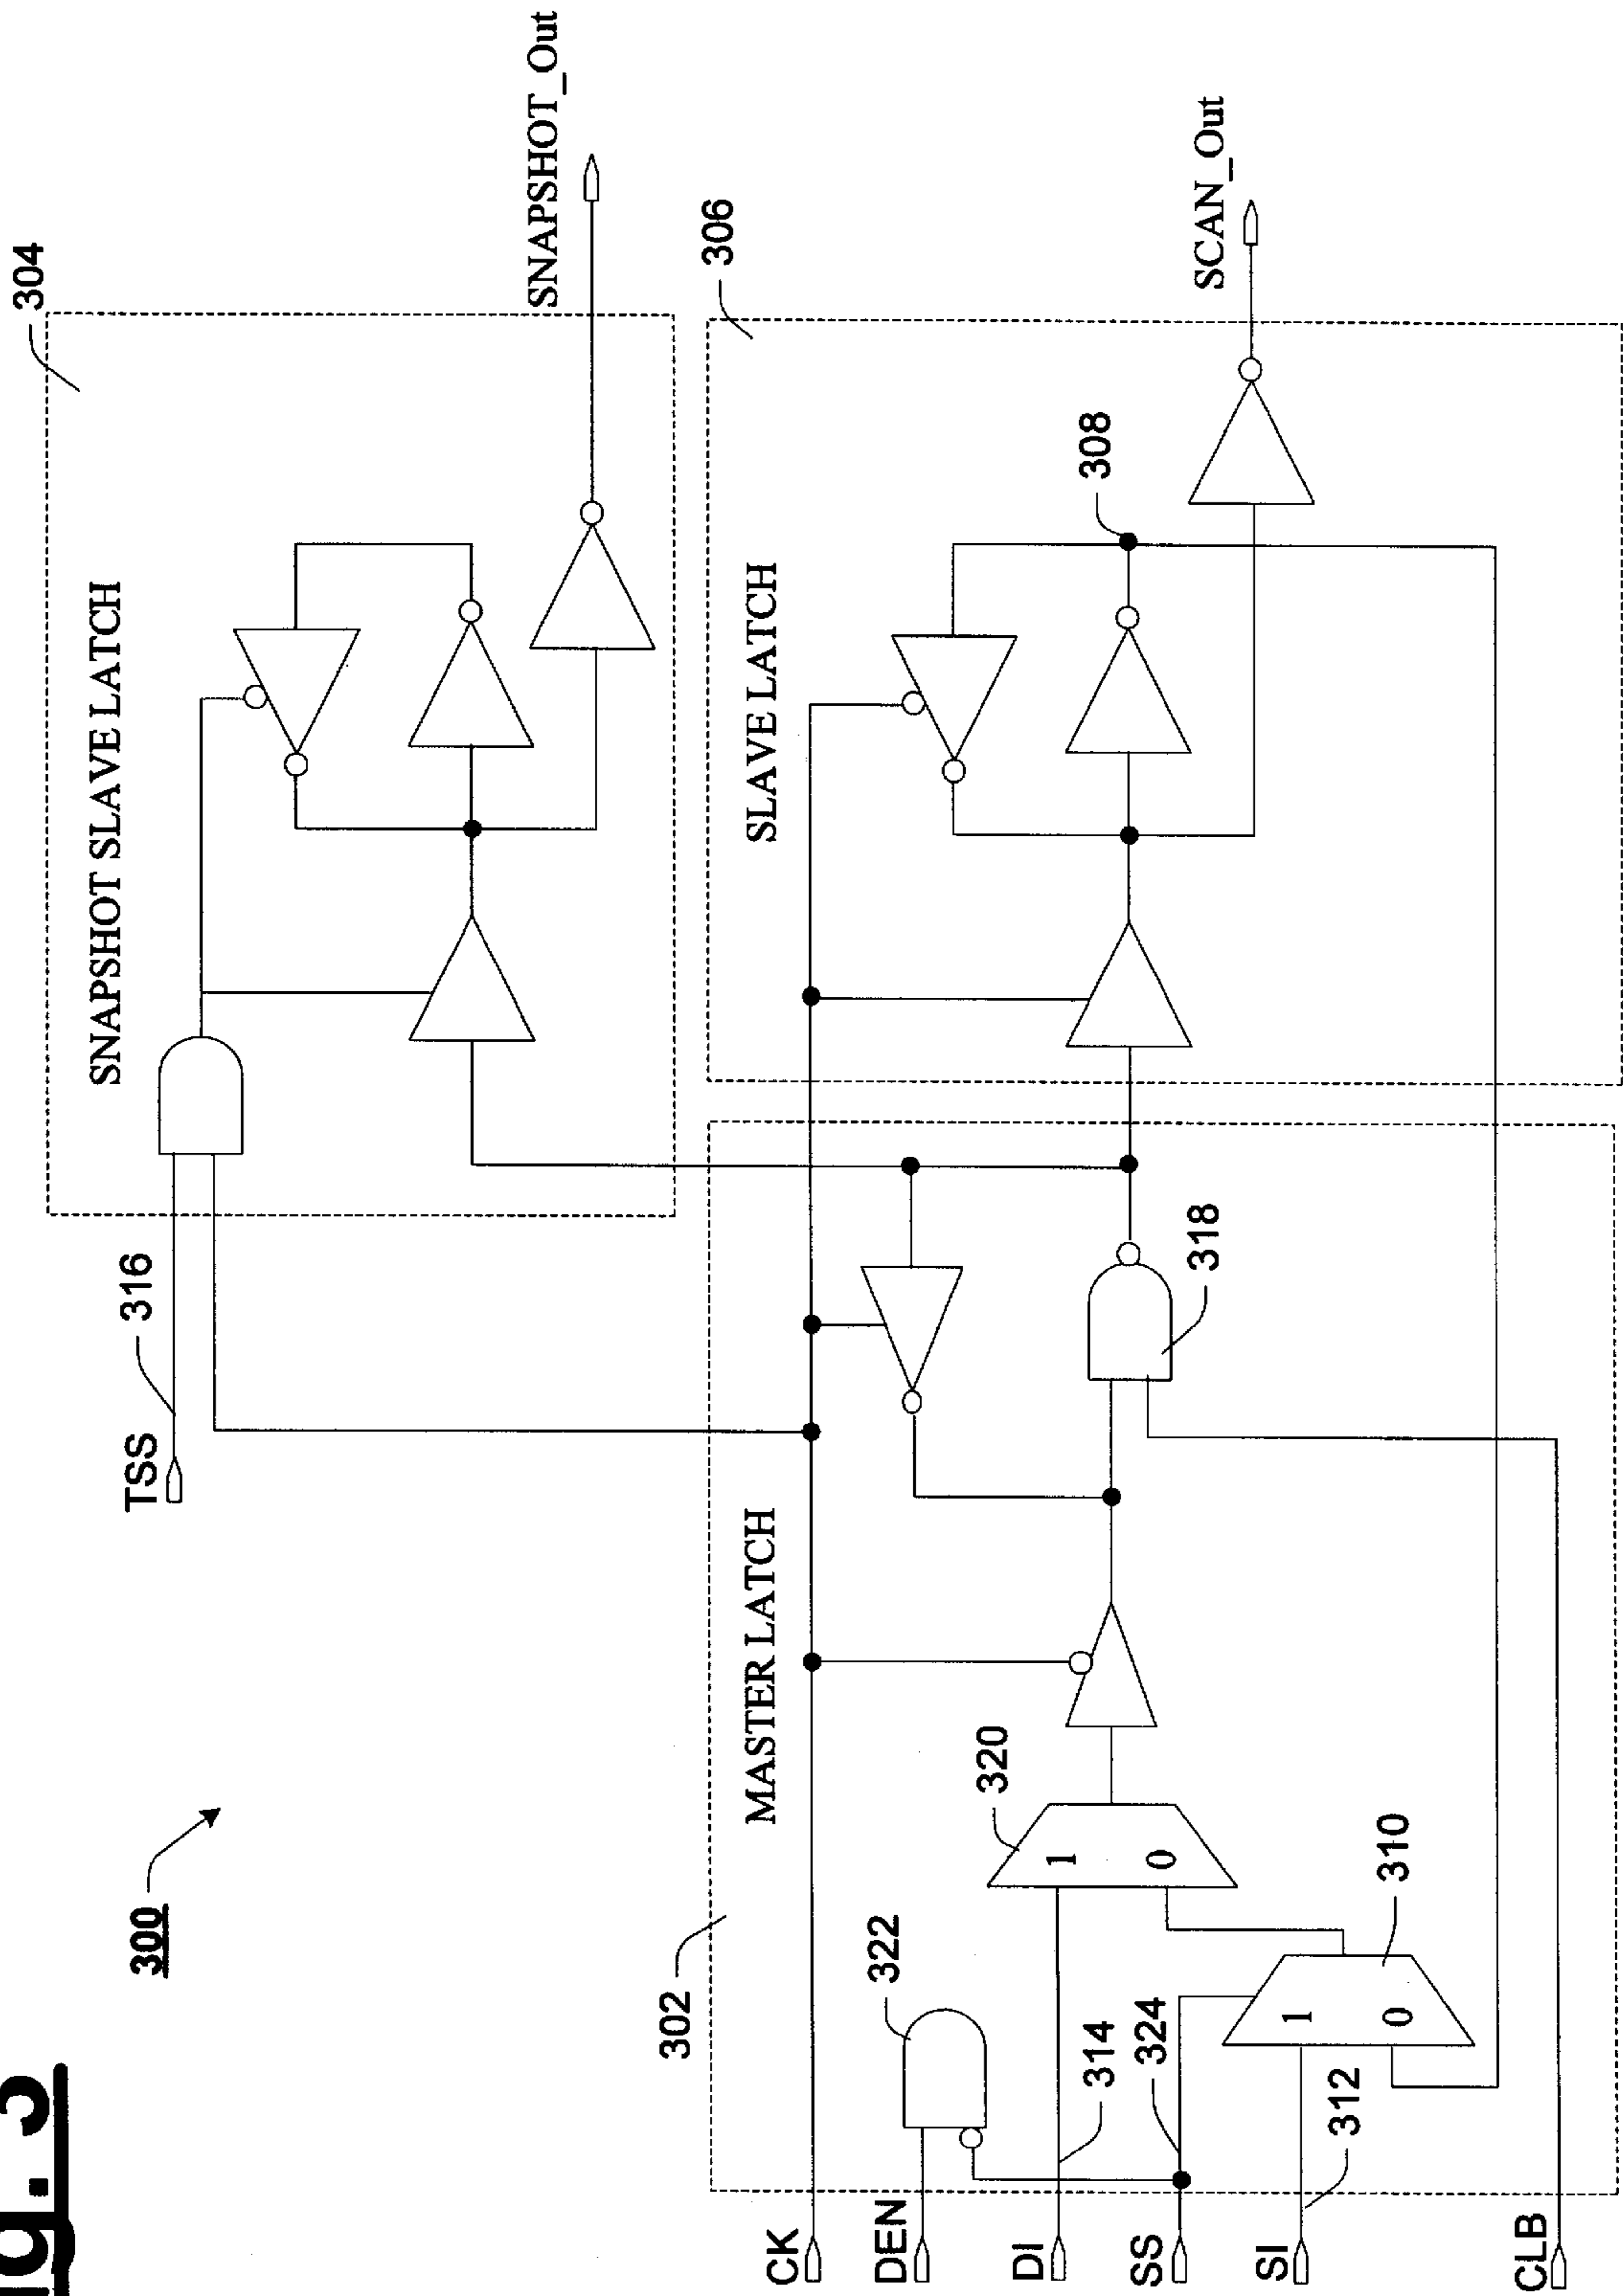 Fig. 3
300
304
SNAPSHOT SLAVE LATCH
SNAPSHOT_Out
TSS
316
306
SLAVE LATCH
308
SCAN_Out
302
MASTER LATCH
318
320
1
0
322
310
1
0
314
324
312
CK
DEN
DI
SS
SI
CLB